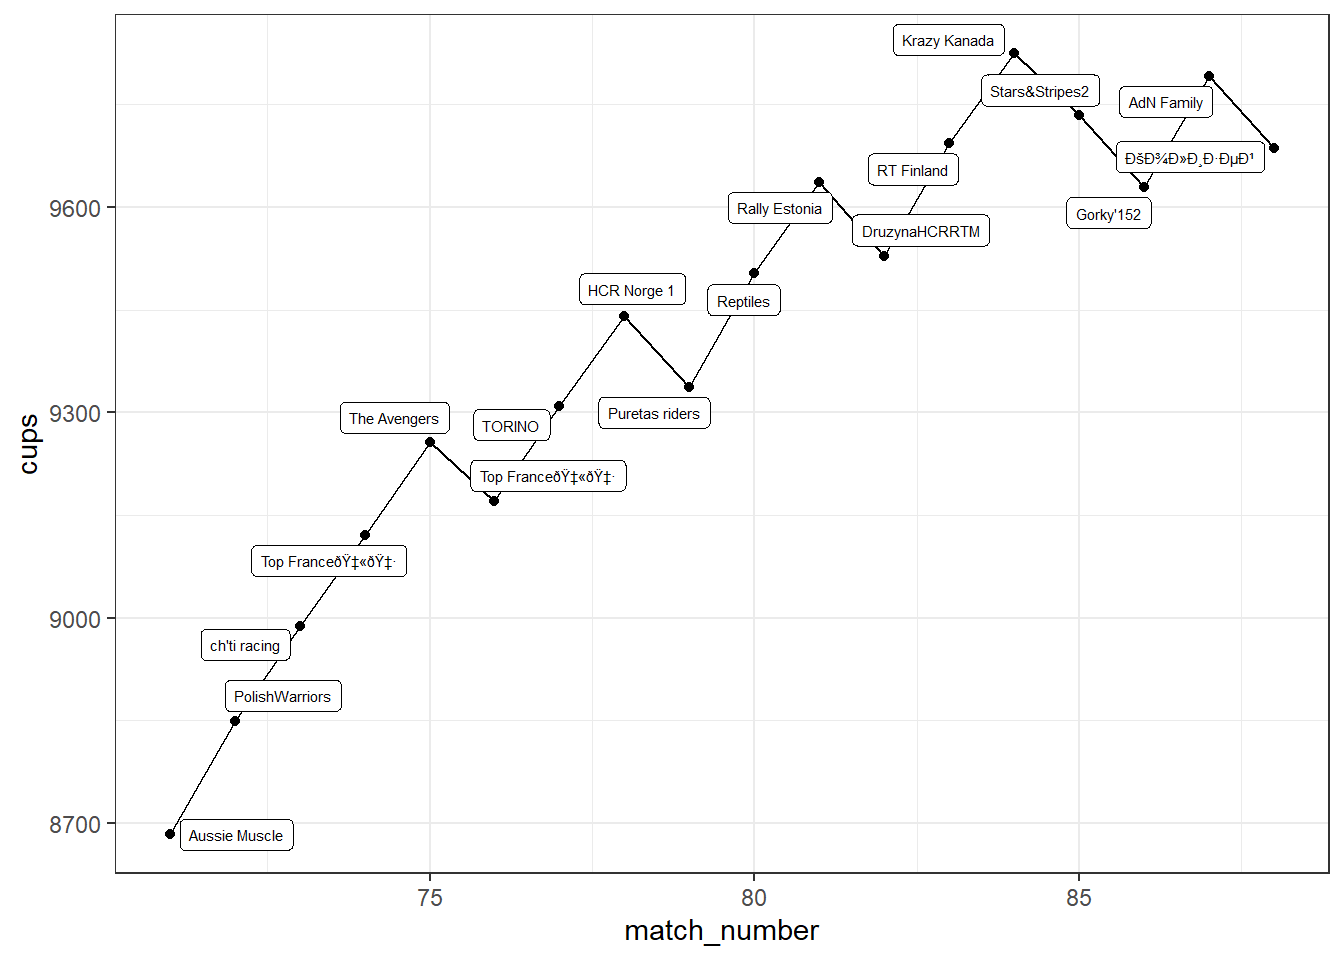 Krazy Kanada
Stars&Stripes2
AdN Family
ÐšÐ¾Ð»Ð¸Ð·ÐµÐ¹
RT Finland
9600
Rally Estonia
Gorky'152
DruzynaHCRRTM
HCR Norge 1
Reptiles
9300
The Avengers
TORINO
Puretas riders
Top FranceðŸ‡«ðŸ‡·
Top FranceðŸ‡«ðŸ‡·
9000
ch'ti racing
PolishWarriors
8700
Aussie Muscle
cups
75
80
85
match_number